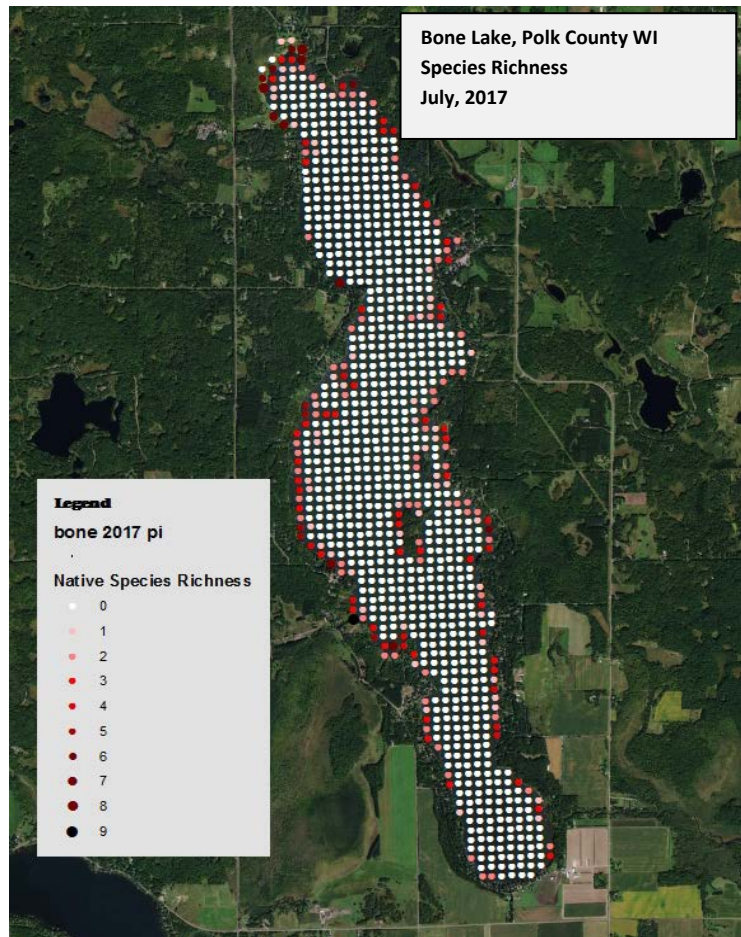 Bone Lake, Polk County WI
Species Richness
July, 2017
Legend
bone 2017 pi
Native Species Richness
0
1
2
3
4
5
6
7
8
9